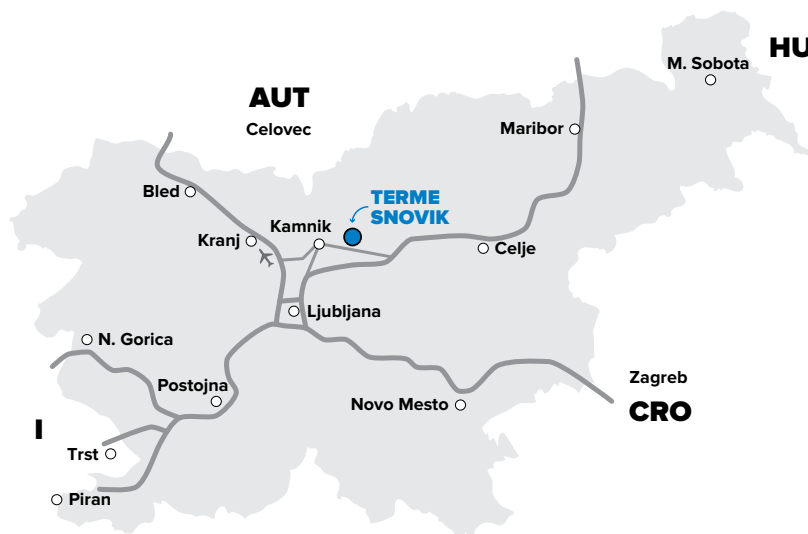 HU
M. Sobota
AUT
Celovec
Maribor
Bled
TERME
SNOVIK
Kamnik
Kranj
Celje
Ljubljana
N. Gorica
Postojna
Zagreb
Novo Mesto
CRO
I
Trst
Piran